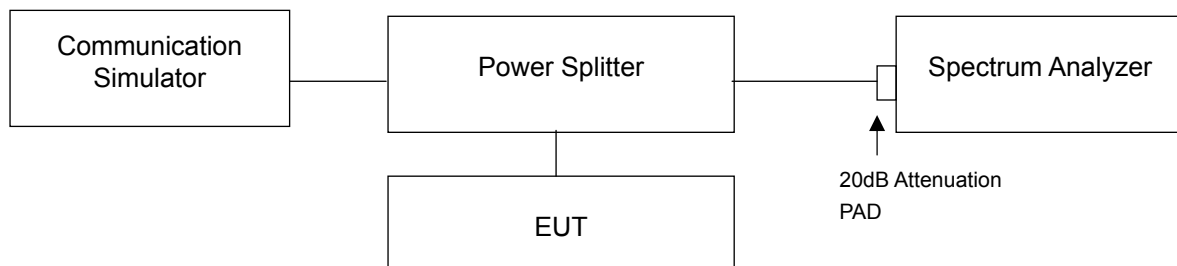 Communication
Simulator
Power Splitter
Spectrum Analyzer
20dB Attenuation
PAD
EUT